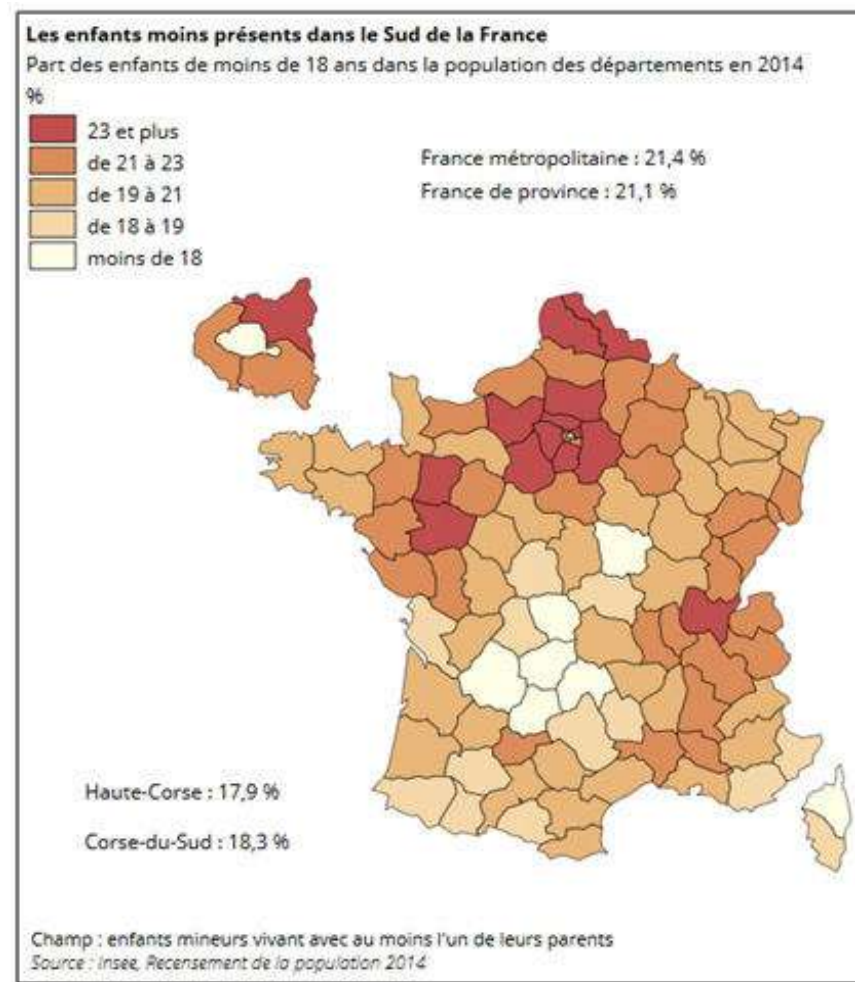 Les enfants moins présents dans le Sud de la France
Part des enfants de moins de 18 ans dans la population des départements en 2014
%
23 et plus
de 21 à 23
de 19 à 21
de 18 à 19
moins de 18
France métropolitaine : 21,4 %
France de province : 21,1 %
Haute-Corse : 17,9 %
Corse-du-Sud : 18,3 %
Champ : enfants mineurs vivant avec au moins l'un de leurs parents
Source : Insee, Recensement de la population 2014